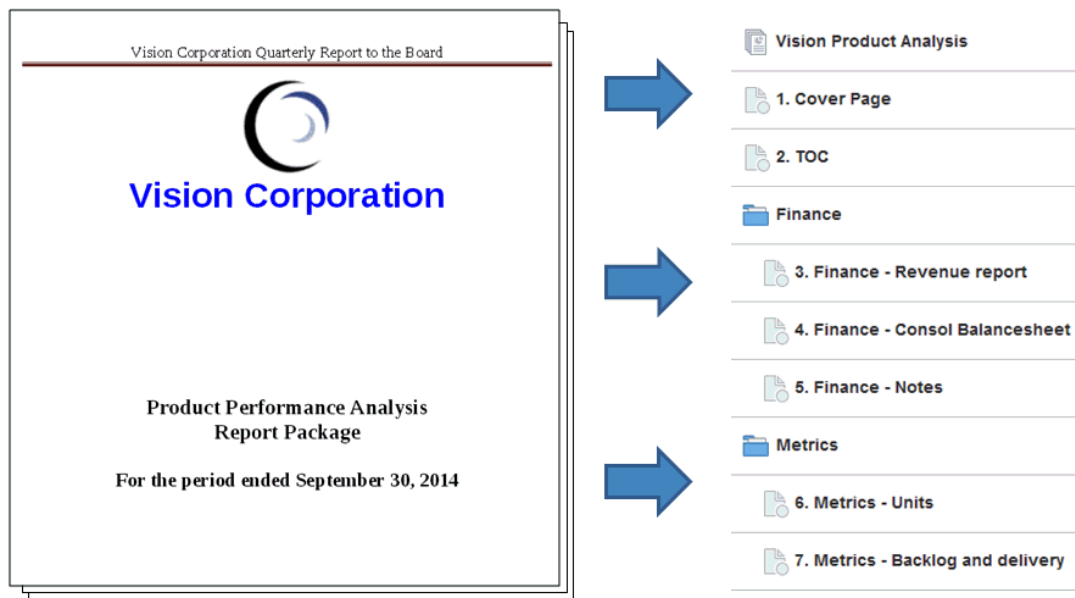 Vision Corporation Quarterly Report to the Board
Vision Corporation
Product Performance Analysis
Report Package
For the period ended September 30, 2014
Vision Product Analysis
1. Cover Page
2. TOC
Finance
3. Finance - Revenue report
4. Finance - Consol Balancesheet
5. Finance - Notes
Metrics
6. Metrics - Units
7. Metrics - Backlog and delivery